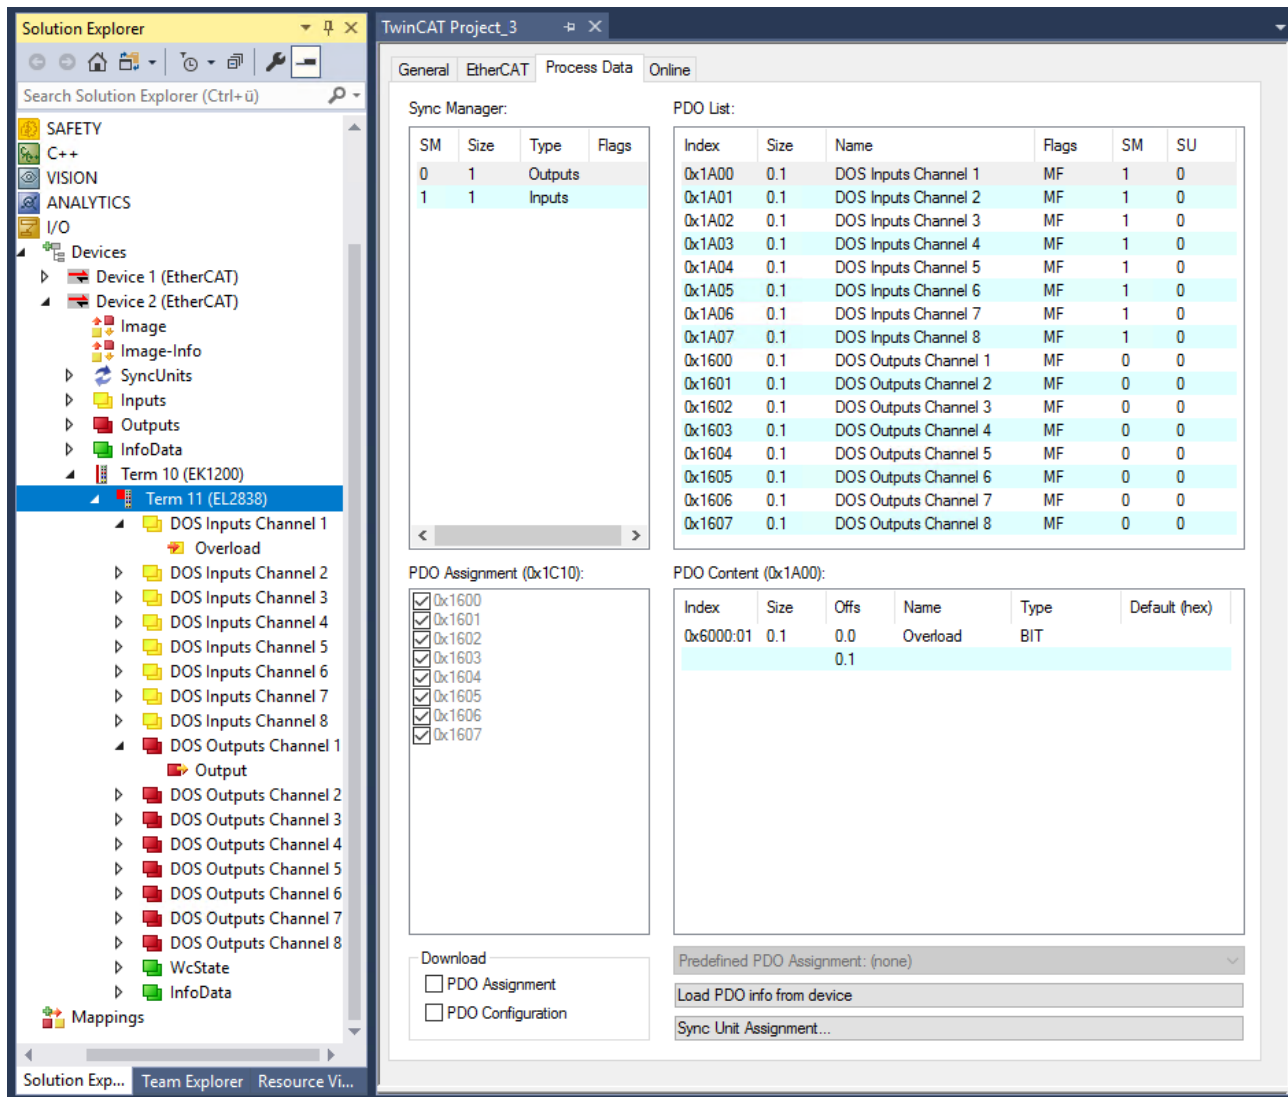 Solution Explorer
Search Solution Explorer (Ctrl+ü)
SAFETY
C++
VISION
ANALYTICS
I/O
Devices
Device 1 (EtherCAT)
Device 2 (EtherCAT)
Image
Image-Info
SyncUnits
Inputs
Outputs
InfoData
Term 10 (EK1200)
Term 11 (EL2838)
DOS Inputs Channel 1
Overload
DOS Inputs Channel 2
DOS Inputs Channel 3
DOS Inputs Channel 4
DOS Inputs Channel 5
DOS Inputs Channel 6
DOS Inputs Channel 7
DOS Inputs Channel 8
DOS Outputs Channel 1
Output
DOS Outputs Channel 2
DOS Outputs Channel 3
DOS Outputs Channel 4
DOS Outputs Channel 5
DOS Outputs Channel 6
DOS Outputs Channel 7
DOS Outputs Channel 8
WcState
InfoData
Mappings
Solution Exp... Team Explorer Resource Vi...
TwinCAT Project_3
General EtherCAT Process Data Online
Sync Manager:
SM Size Type Flags
0 1 Outputs
1 1 Inputs
PDO List:
Index Size Name Flags SM SU
0x1A00 0.1 DOS Inputs Channel 1 MF 1 0
0x1A01 0.1 DOS Inputs Channel 2 MF 1 0
0x1A02 0.1 DOS Inputs Channel 3 MF 1 0
0x1A03 0.1 DOS Inputs Channel 4 MF 1 0
0x1A04 0.1 DOS Inputs Channel 5 MF 1 0
0x1A05 0.1 DOS Inputs Channel 6 MF 1 0
0x1A06 0.1 DOS Inputs Channel 7 MF 1 0
0x1A07 0.1 DOS Inputs Channel 8 MF 1 0
0x1600 0.1 DOS Outputs Channel 1 MF 0 0
0x1601 0.1 DOS Outputs Channel 2 MF 0 0
0x1602 0.1 DOS Outputs Channel 3 MF 0 0
0x1603 0.1 DOS Outputs Channel 4 MF 0 0
0x1604 0.1 DOS Outputs Channel 5 MF 0 0
0x1605 0.1 DOS Outputs Channel 6 MF 0 0
0x1606 0.1 DOS Outputs Channel 7 MF 0 0
0x1607 0.1 DOS Outputs Channel 8 MF 0 0
PDO Assignment (0x1C10):
0x1600
0x1601
0x1602
0x1603
0x1604
0x1605
0x1606
0x1607
PDO Content (0x1A00):
Index Size Offs Name Type Default (hex)
0x6000:01 0.1 0.0 Overload BIT
0.1
Download
PDO Assignment
PDO Configuration
Predefined PDO Assignment: (none)
Load PDO info from device
Sync Unit Assignment...